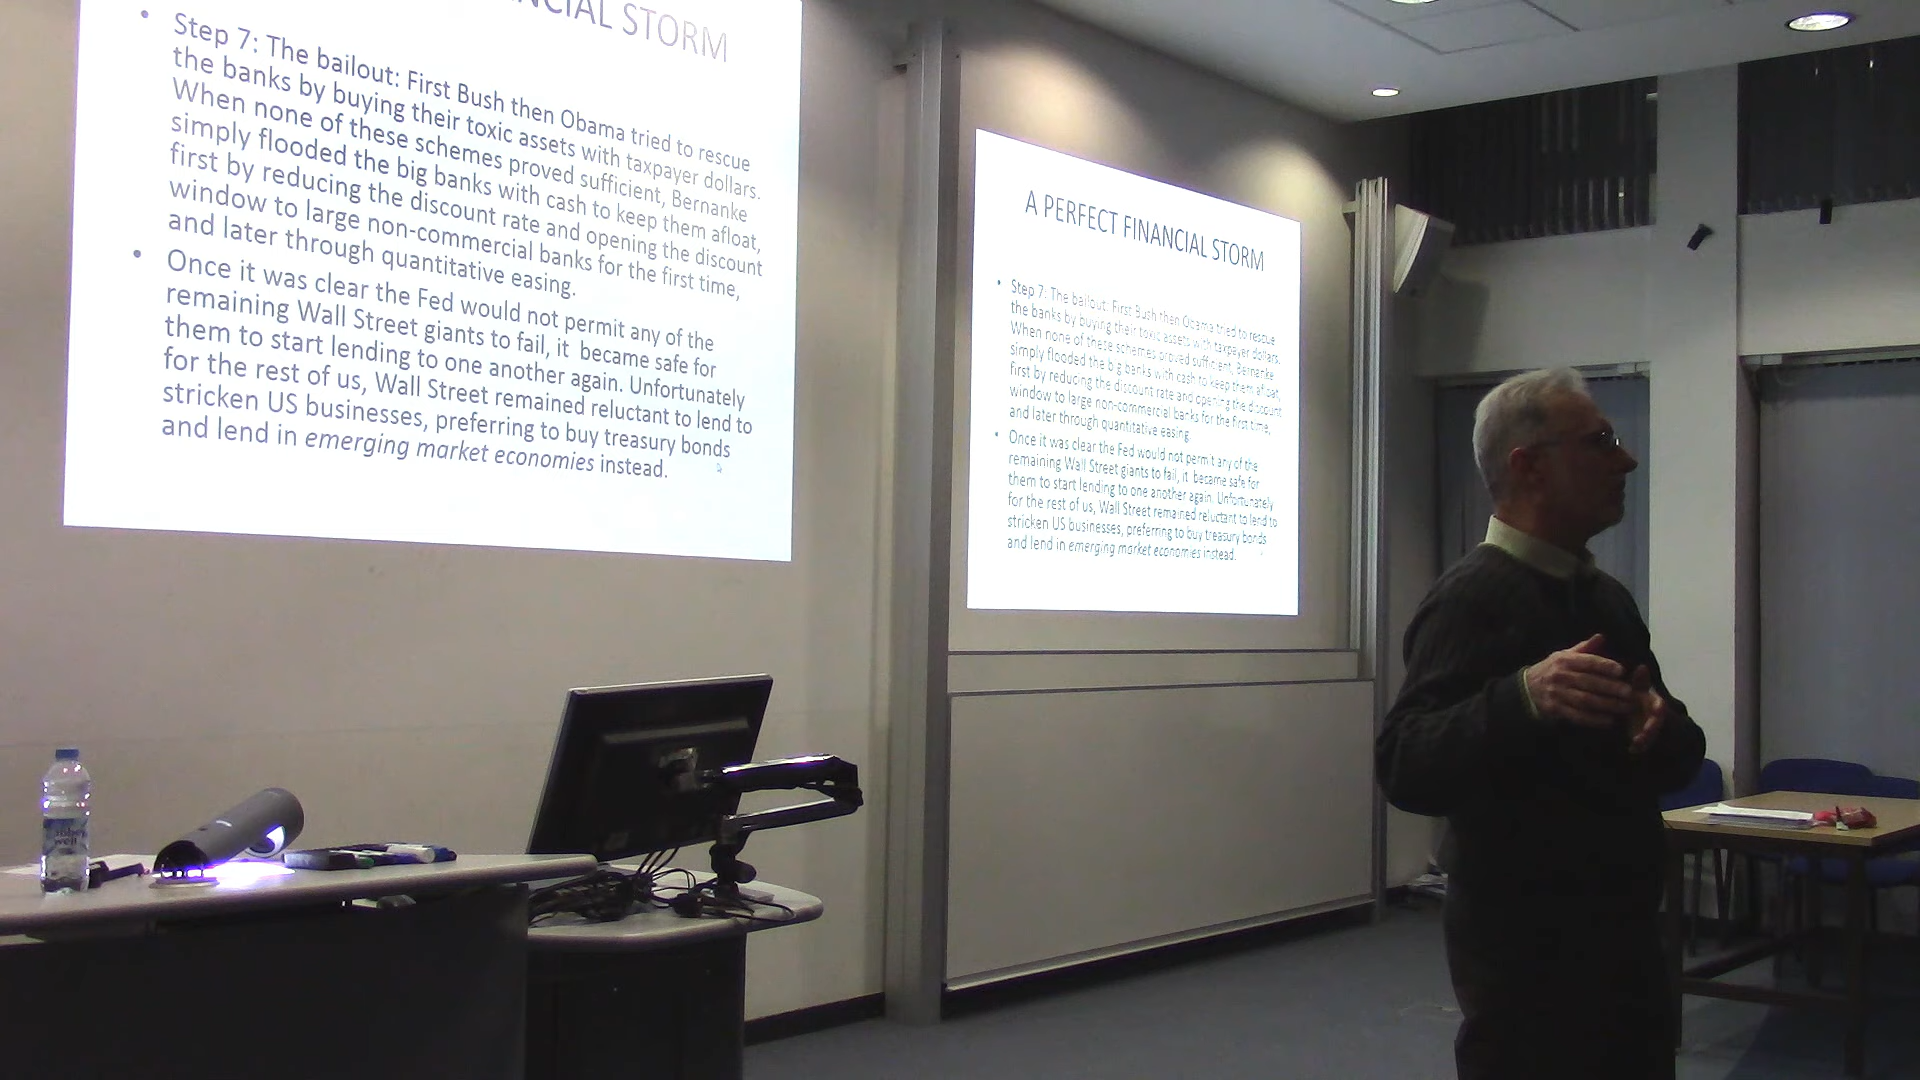 NCIAL STORM
• Step 7: The bailout: First Bush then Obama tried to rescue
the banks by buying their toxic assets with taxpayer dollars.
When none of these schemes proved sufficient, Bernanke
simply flooded the big banks with cash to keep them afloat,
first by reducing the discount rate and opening the discount
window to large non-commercial banks for the first time,
and later through quantitative easing.
• Once it was clear the Fed would not permit any of the
remaining Wall Street giants to fail, it became safe for
them to start lending to one another again. Unfortunately
for the rest of us, Wall Street remained reluctant to lend to
stricken US businesses, preferring to buy treasury bonds
and lend in emerging market economies instead.
A PERFECT FINANCIAL STORM
• Step 7: The bailout: First Bush then Obama tried to rescue
the banks by buying their toxic assets with taxpayer dollars.
When none of these schemes proved sufficient, Bernanke
simply flooded the big banks with cash to keep them afloat,
first by reducing the discount rate and opening the discount
window to large non-commercial banks for the first time,
and later through quantitative easing.
• Once it was clear the Fed would not permit any of the
remaining Wall Street giants to fail, it became safe for
them to start lending to one another again. Unfortunately
for the rest of us, Wall Street remained reluctant to lend to
stricken US businesses, preferring to buy treasury bonds
and lend in emerging market economies instead.
abbey
well